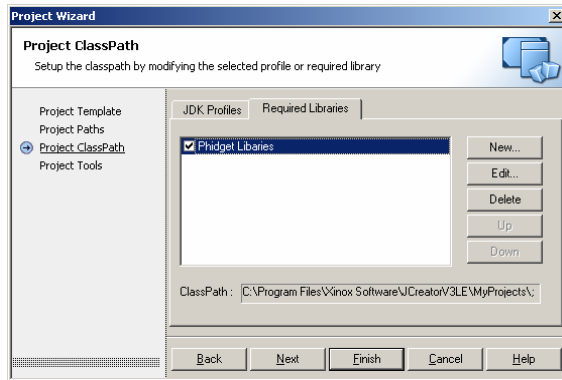 Project Wizard
Project ClassPath
Setup the classpath by modifying the selected profile or required library
Project Template
Project Paths
Project ClassPath
Project Tools
JDK Profiles Required Libraries
Phidget Libaries
New...
Edit...
Delete
Up
Down
ClassPath : C:\Program Files\Xinox Software\JCreatorV3LE\MyProjects\;
Back Next Finish Cancel Help